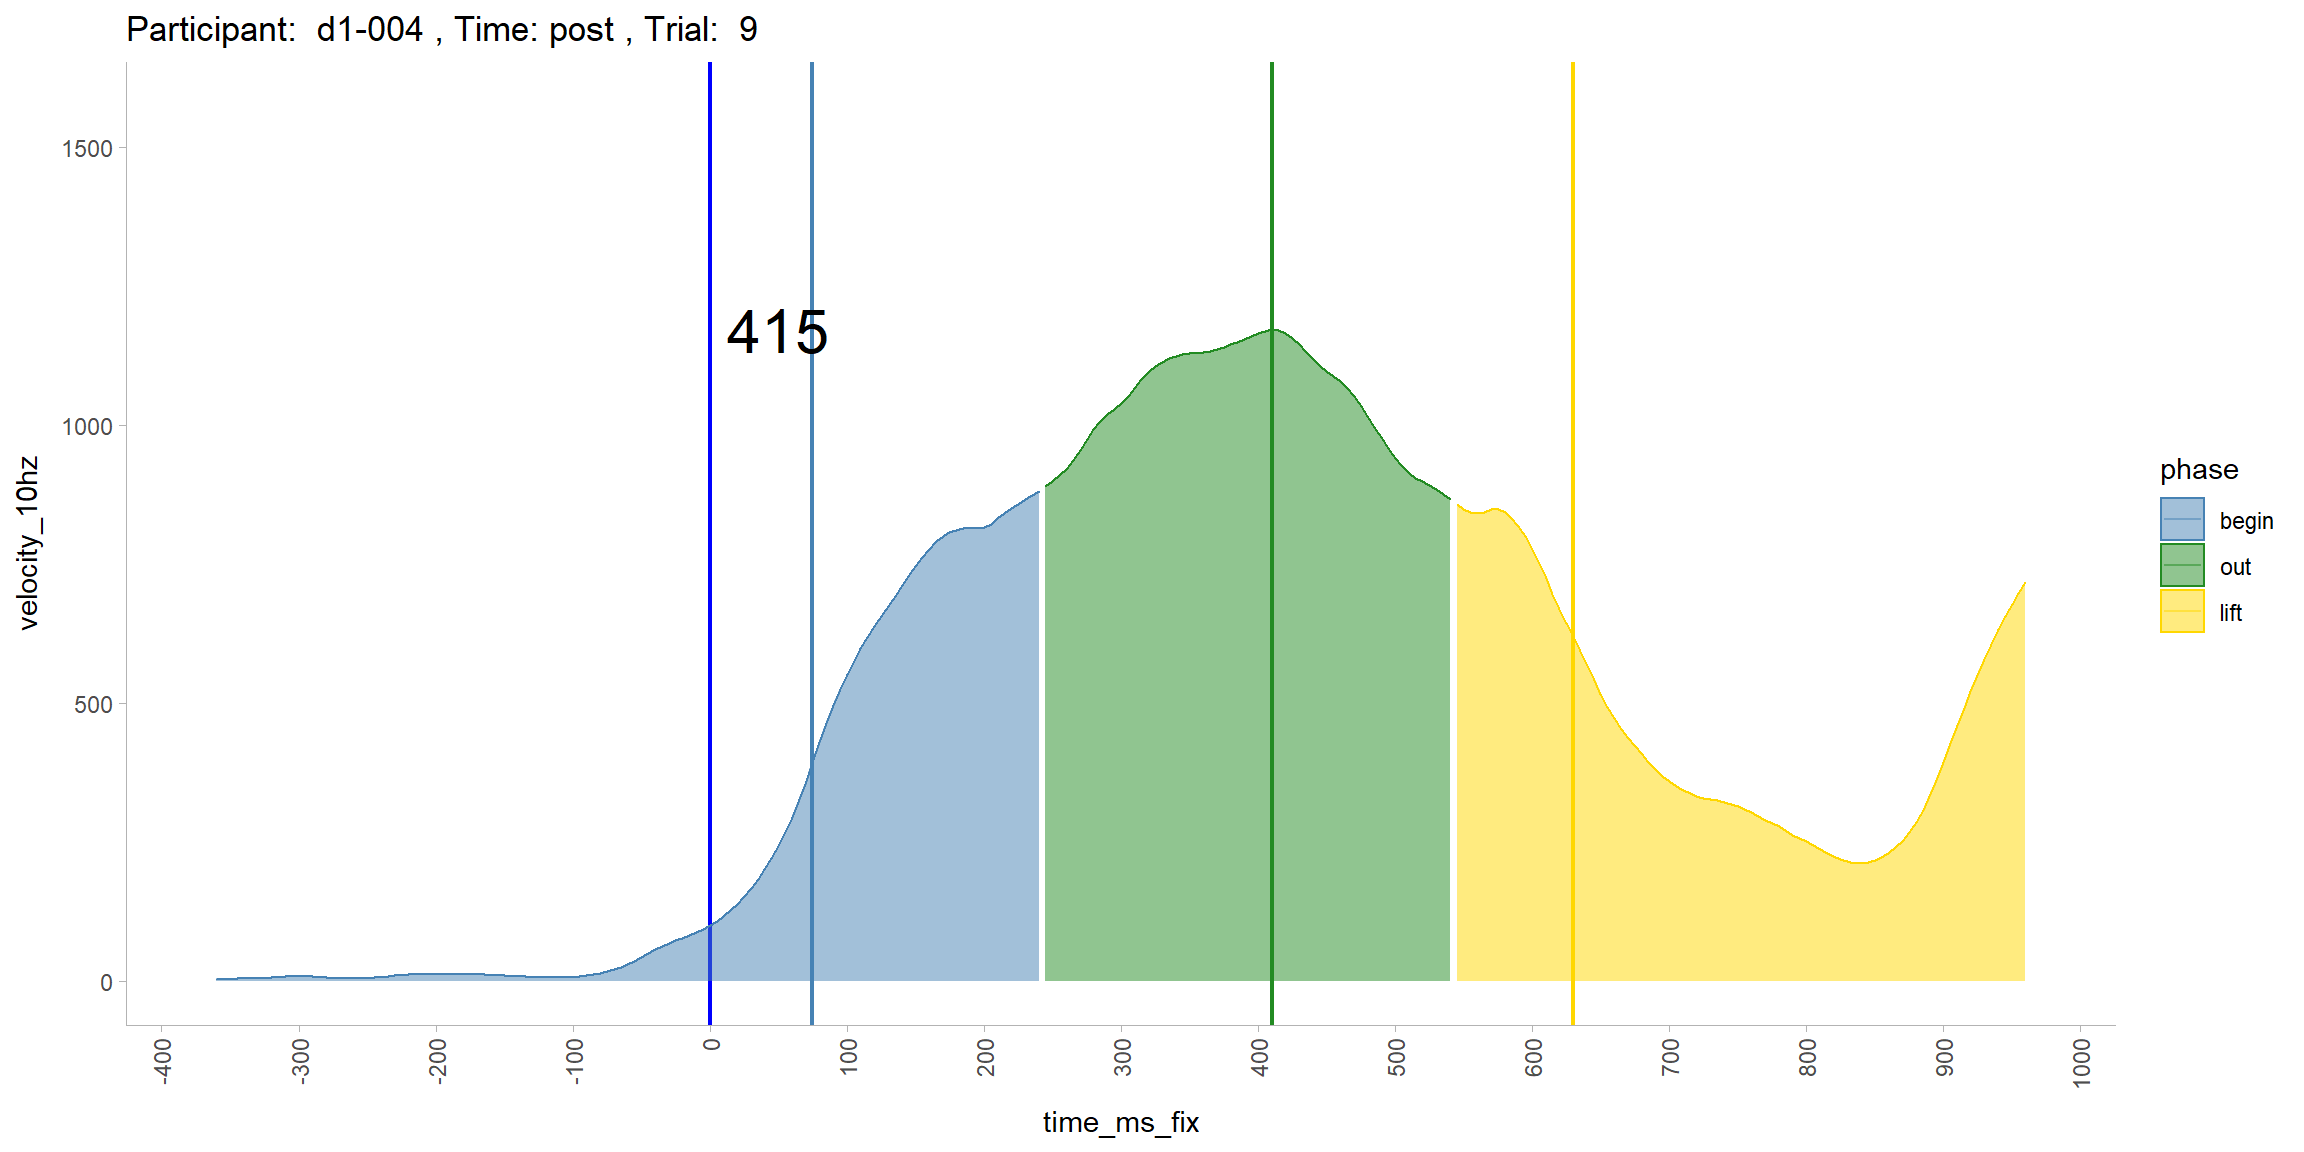 Participant:  d1-004 , Time: post , Trial:  9
1500
1000
500
0
velocity_10hz
415
-400 -300 -200 -100 0 100 200 300 400 500 600 700 800 900 1000
time_ms_fix
phase
begin
out
lift